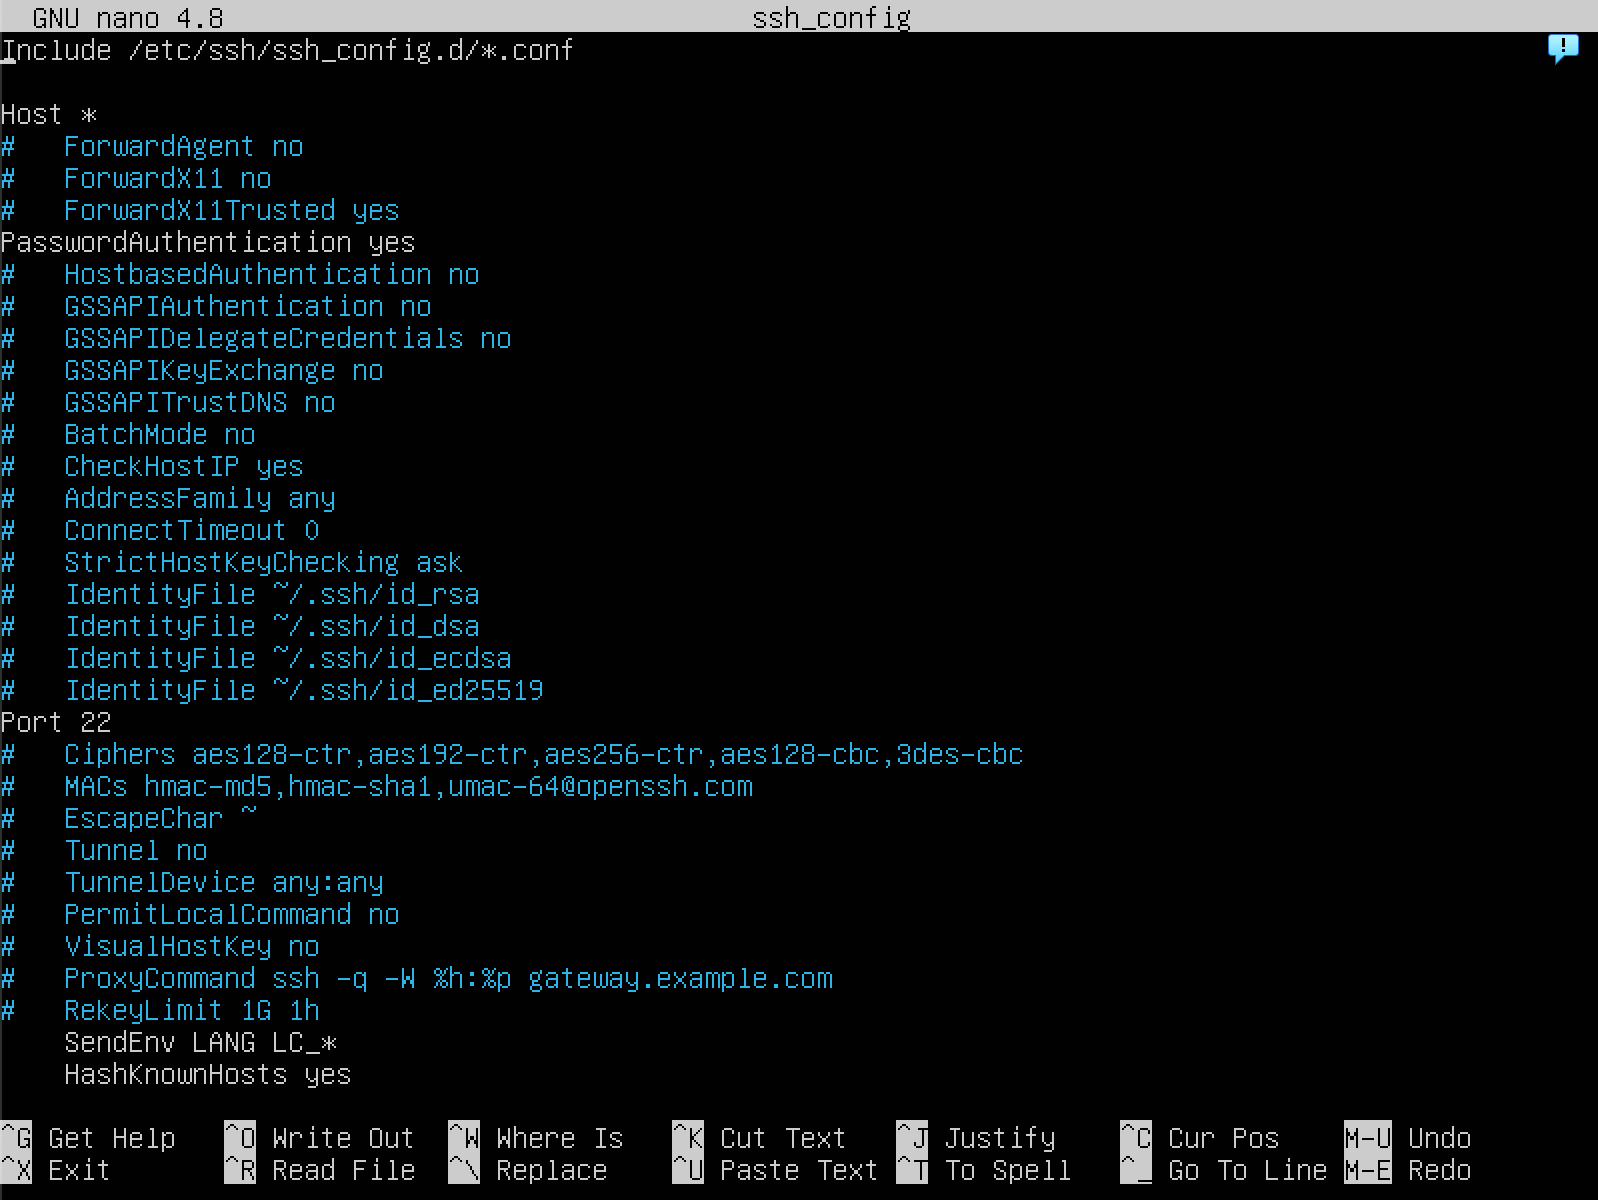 GNU nano 4.8 ssh_config
Include /etc/ssh/ssh_config.d/*.conf
Host *
#   ForwardAgent no
#   ForwardX11 no
#   ForwardX11Trusted yes
PasswordAuthentication yes
#   HostbasedAuthentication no
#   GSSAPIAuthentication no
#   GSSAPIDelegateCredentials no
#   GSSAPIKeyExchange no
#   GSSAPITrustDNS no
#   BatchMode no
#   CheckHostIP yes
#   AddressFamily any
#   ConnectTimeout 0
#   StrictHostKeyChecking ask
#   IdentityFile ~/.ssh/id_rsa
#   IdentityFile ~/.ssh/id_dsa
#   IdentityFile ~/.ssh/id_ecdsa
#   IdentityFile ~/.ssh/id_ed25519
Port 22
#   Ciphers aes128-ctr,aes192-ctr,aes256-ctr,aes128-cbc,3des-cbc
#   MACs hmac-md5,hmac-sha1,umac-64@openssh.com
#   EscapeChar ~
#   Tunnel no
#   TunnelDevice any:any
#   PermitLocalCommand no
#   VisualHostKey no
#   ProxyCommand ssh -q -W %h:%p gateway.example.com
#   RekeyLimit 1G 1h
    SendEnv LANG LC_*
    HashKnownHosts yes
^G Get Help ^O Write Out ^W Where Is ^K Cut Text ^J Justify ^C Cur Pos M-U Undo
^X Exit ^R Read File ^\ Replace ^U Paste Text ^T To Spell ^_ Go To Line M-E Redo